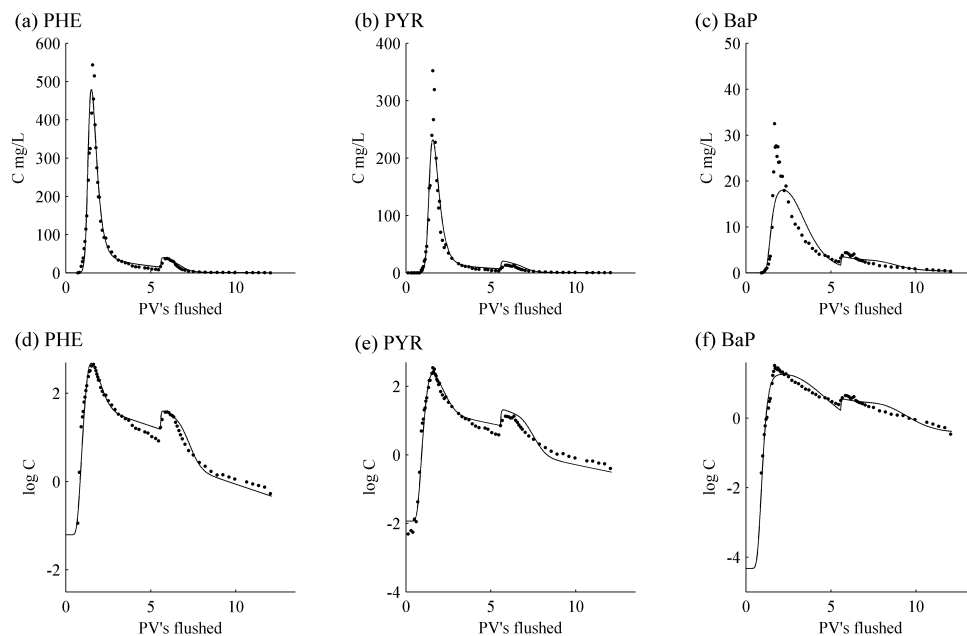 (a) PHE
(b) PYR
(c) BaP
600
500
400
300
200
100
0
C mg/L
0 5 10
PV's flushed
400
300
200
100
0
C mg/L
0 5 10
PV's flushed
50
40
30
20
10
0
C mg/L
0 5 10
PV's flushed
(d) PHE
(e) PYR
(f) BaP
2
0
-2
log C
0 5 10
PV's flushed
2
0
-2
-4
log C
0 5 10
PV's flushed
0
-2
-4
log C
0 5 10
PV's flushed